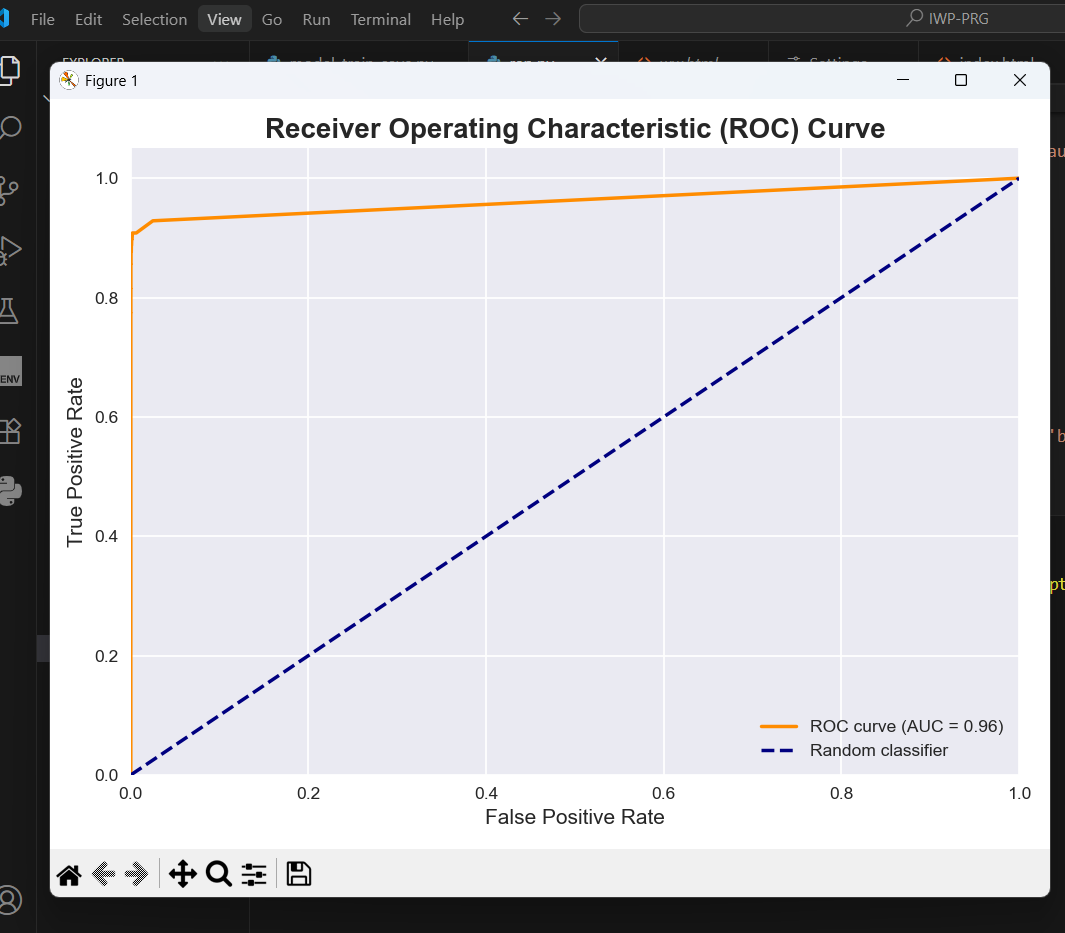 File Edit Selection View Go Run Terminal Help IWP-PRG
EXPLORER
Figure 1
Receiver Operating Characteristic (ROC) Curve
1.0
0.8
0.6
0.4
0.2
0.0
True Positive Rate
ROC curve (AUC = 0.96)
Random classifier
0.0 0.2 0.4 0.6 0.8 1.0
False Positive Rate
ENV